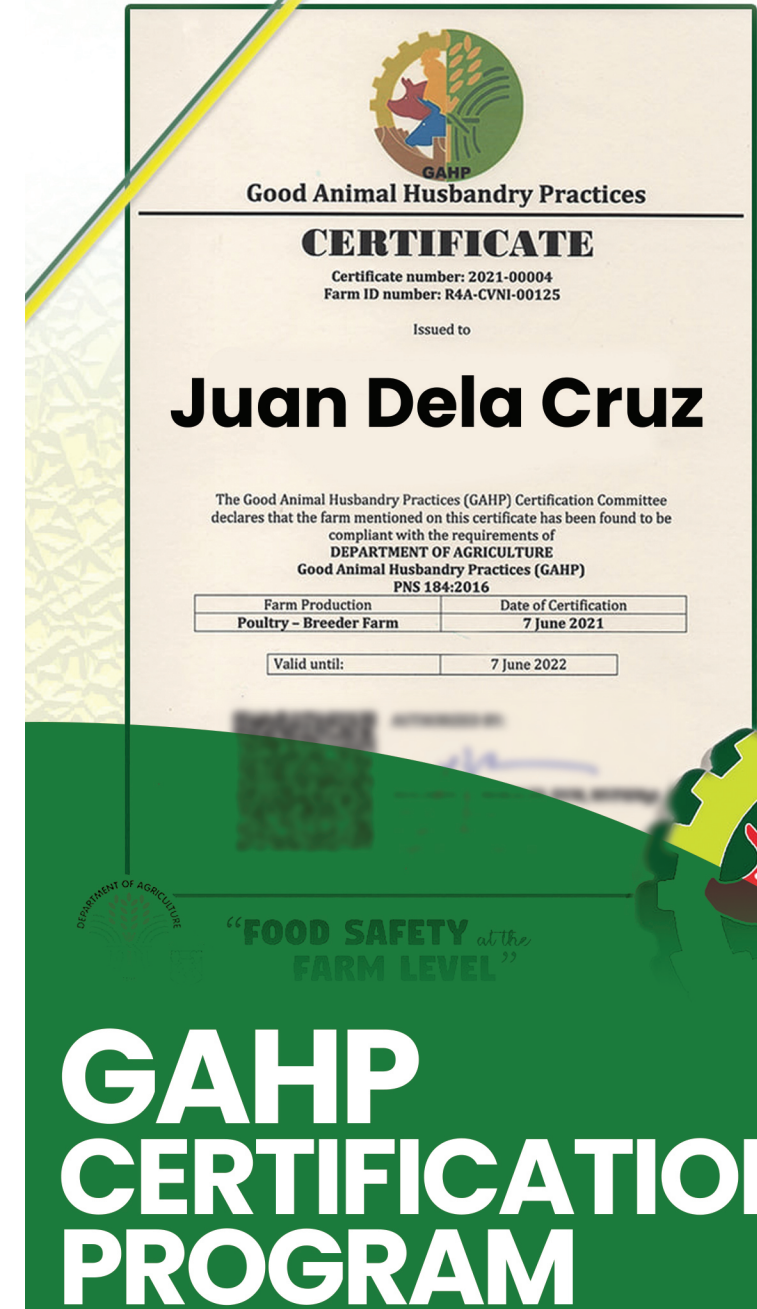 GAHP
Good Animal Husbandry Practices
CERTIFICATE
Certificate number: 2021-00004
Farm ID number: R4A-CVNI-00125
Issued to
Juan Dela Cruz
The Good Animal Husbandry Practices (GAHP) Certification Committee
declares that the farm mentioned on this certificate has been found to be
compliant with the requirements of
DEPARTMENT OF AGRICULTURE
Good Animal Husbandry Practices (GAHP)
PNS 184:2016
Farm Production Date of Certification
Poultry – Breeder Farm 7 June 2021
Valid until: 7 June 2022
AUTHORIZED BY:
DEPARTMENT OF AGRICULTURE
“FOOD SAFETY at the
FARM LEVEL”
GAHP
CERTIFICATION
PROGRAM